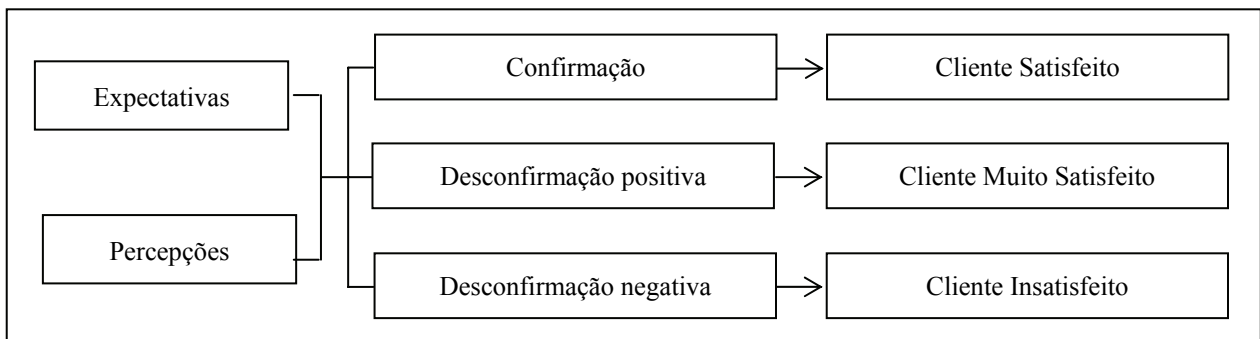 Expectativas
Percepções
Confirmação
Cliente Satisfeito
Desconfirmação positiva
Cliente Muito Satisfeito
Desconfirmação negativa
Cliente Insatisfeito